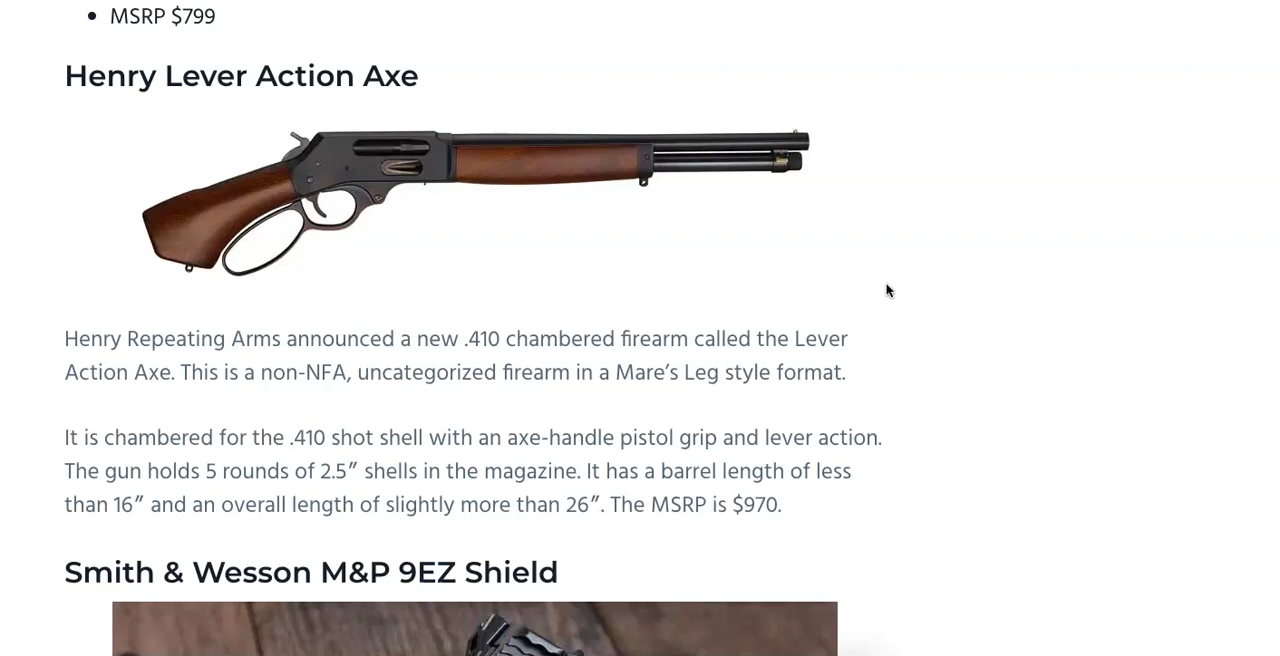 MSRP $799
Henry Lever Action Axe
Henry Repeating Arms announced a new .410 chambered firearm called the Lever
Action Axe. This is a non-NFA, uncategorized firearm in a Mare’s Leg style format.
It is chambered for the .410 shot shell with an axe-handle pistol grip and lever action.
The gun holds 5 rounds of 2.5″ shells in the magazine. It has a barrel length of less
than 16″ and an overall length of slightly more than 26″. The MSRP is $970.
Smith & Wesson M&P 9EZ Shield